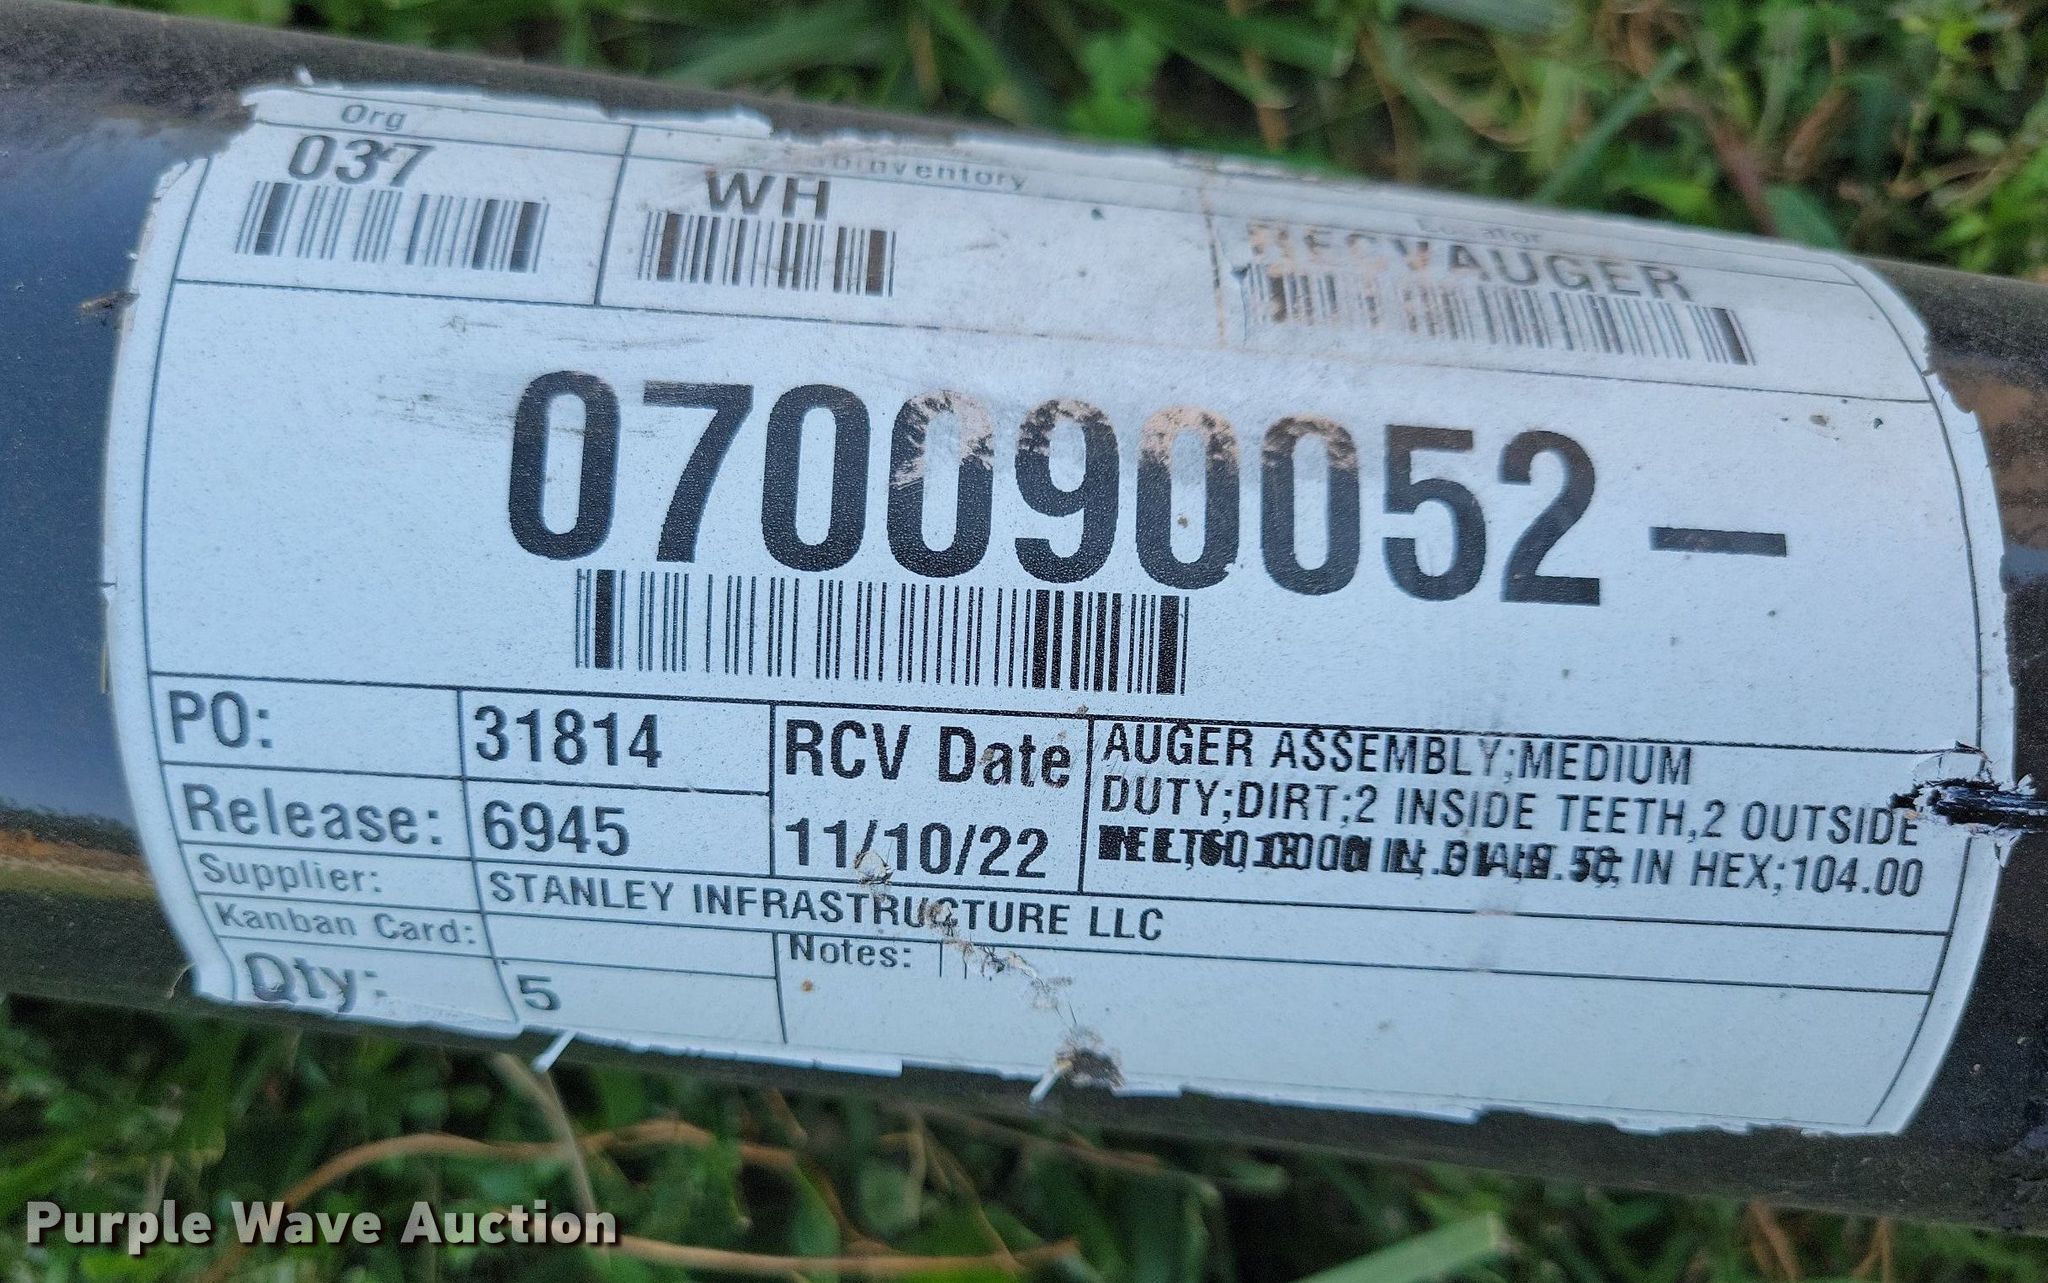 Org
037
WH
RECVAUGER
070090052-
PO: 31814
Release: 6945
RCV Date
11/10/22
AUGER ASSEMBLY;MEDIUM
DUTY;DIRT;2 INSIDE TEETH,2 OUTSIDE
IN HEX;104.00
Supplier: STANLEY INFRASTRUCTURE LLC
Kanban Card:
Notes:
Qty: 5
Purple Wave Auction